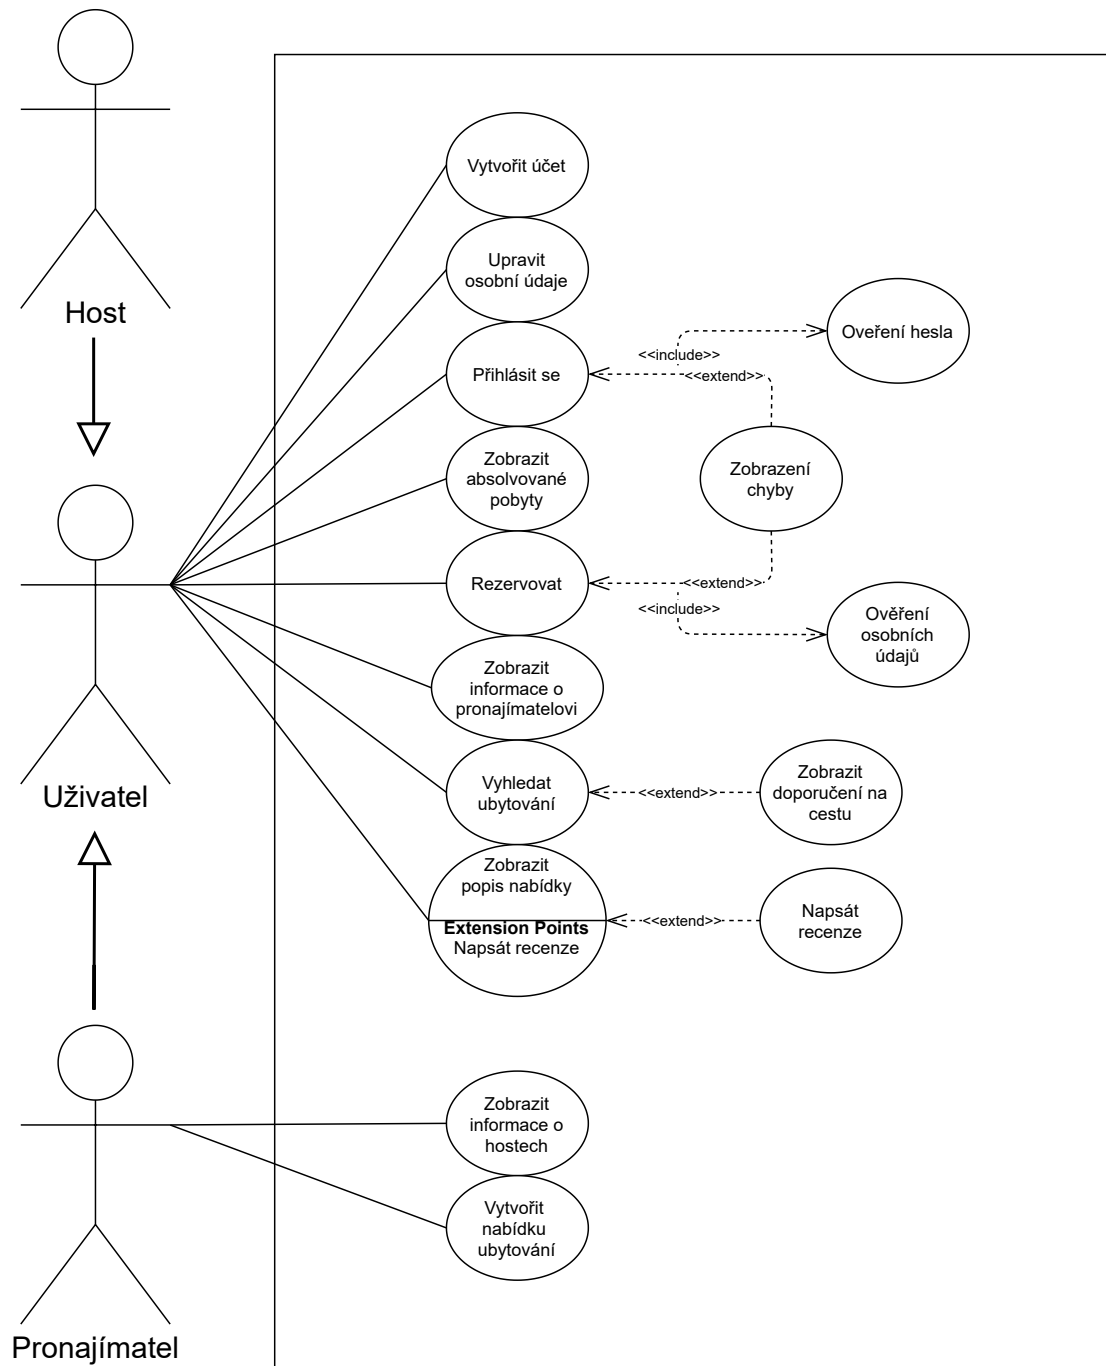 Host
Vytvořit účet
Upravit
osobní údaje
Přihlásit se
<<include>>
<<extend>>
Oveření hesla
Zobrazit
absolvované
pobyty
Zobrazení
chyby
Uživatel
Rezervovat
<<extend>>
<<include>>
Ověření
osobních
údajů
Zobrazit
informace o
pronajímatelovi
Vyhledat
ubytování
<<extend>>
Zobrazit
doporučení na
cestu
Zobrazit
popis nabídky
Extension Points
Napsát recenze
<<extend>>
Napsát
recenze
Pronajímatel
Zobrazit
informace o
hostech
Vytvořit
nabídku
ubytování